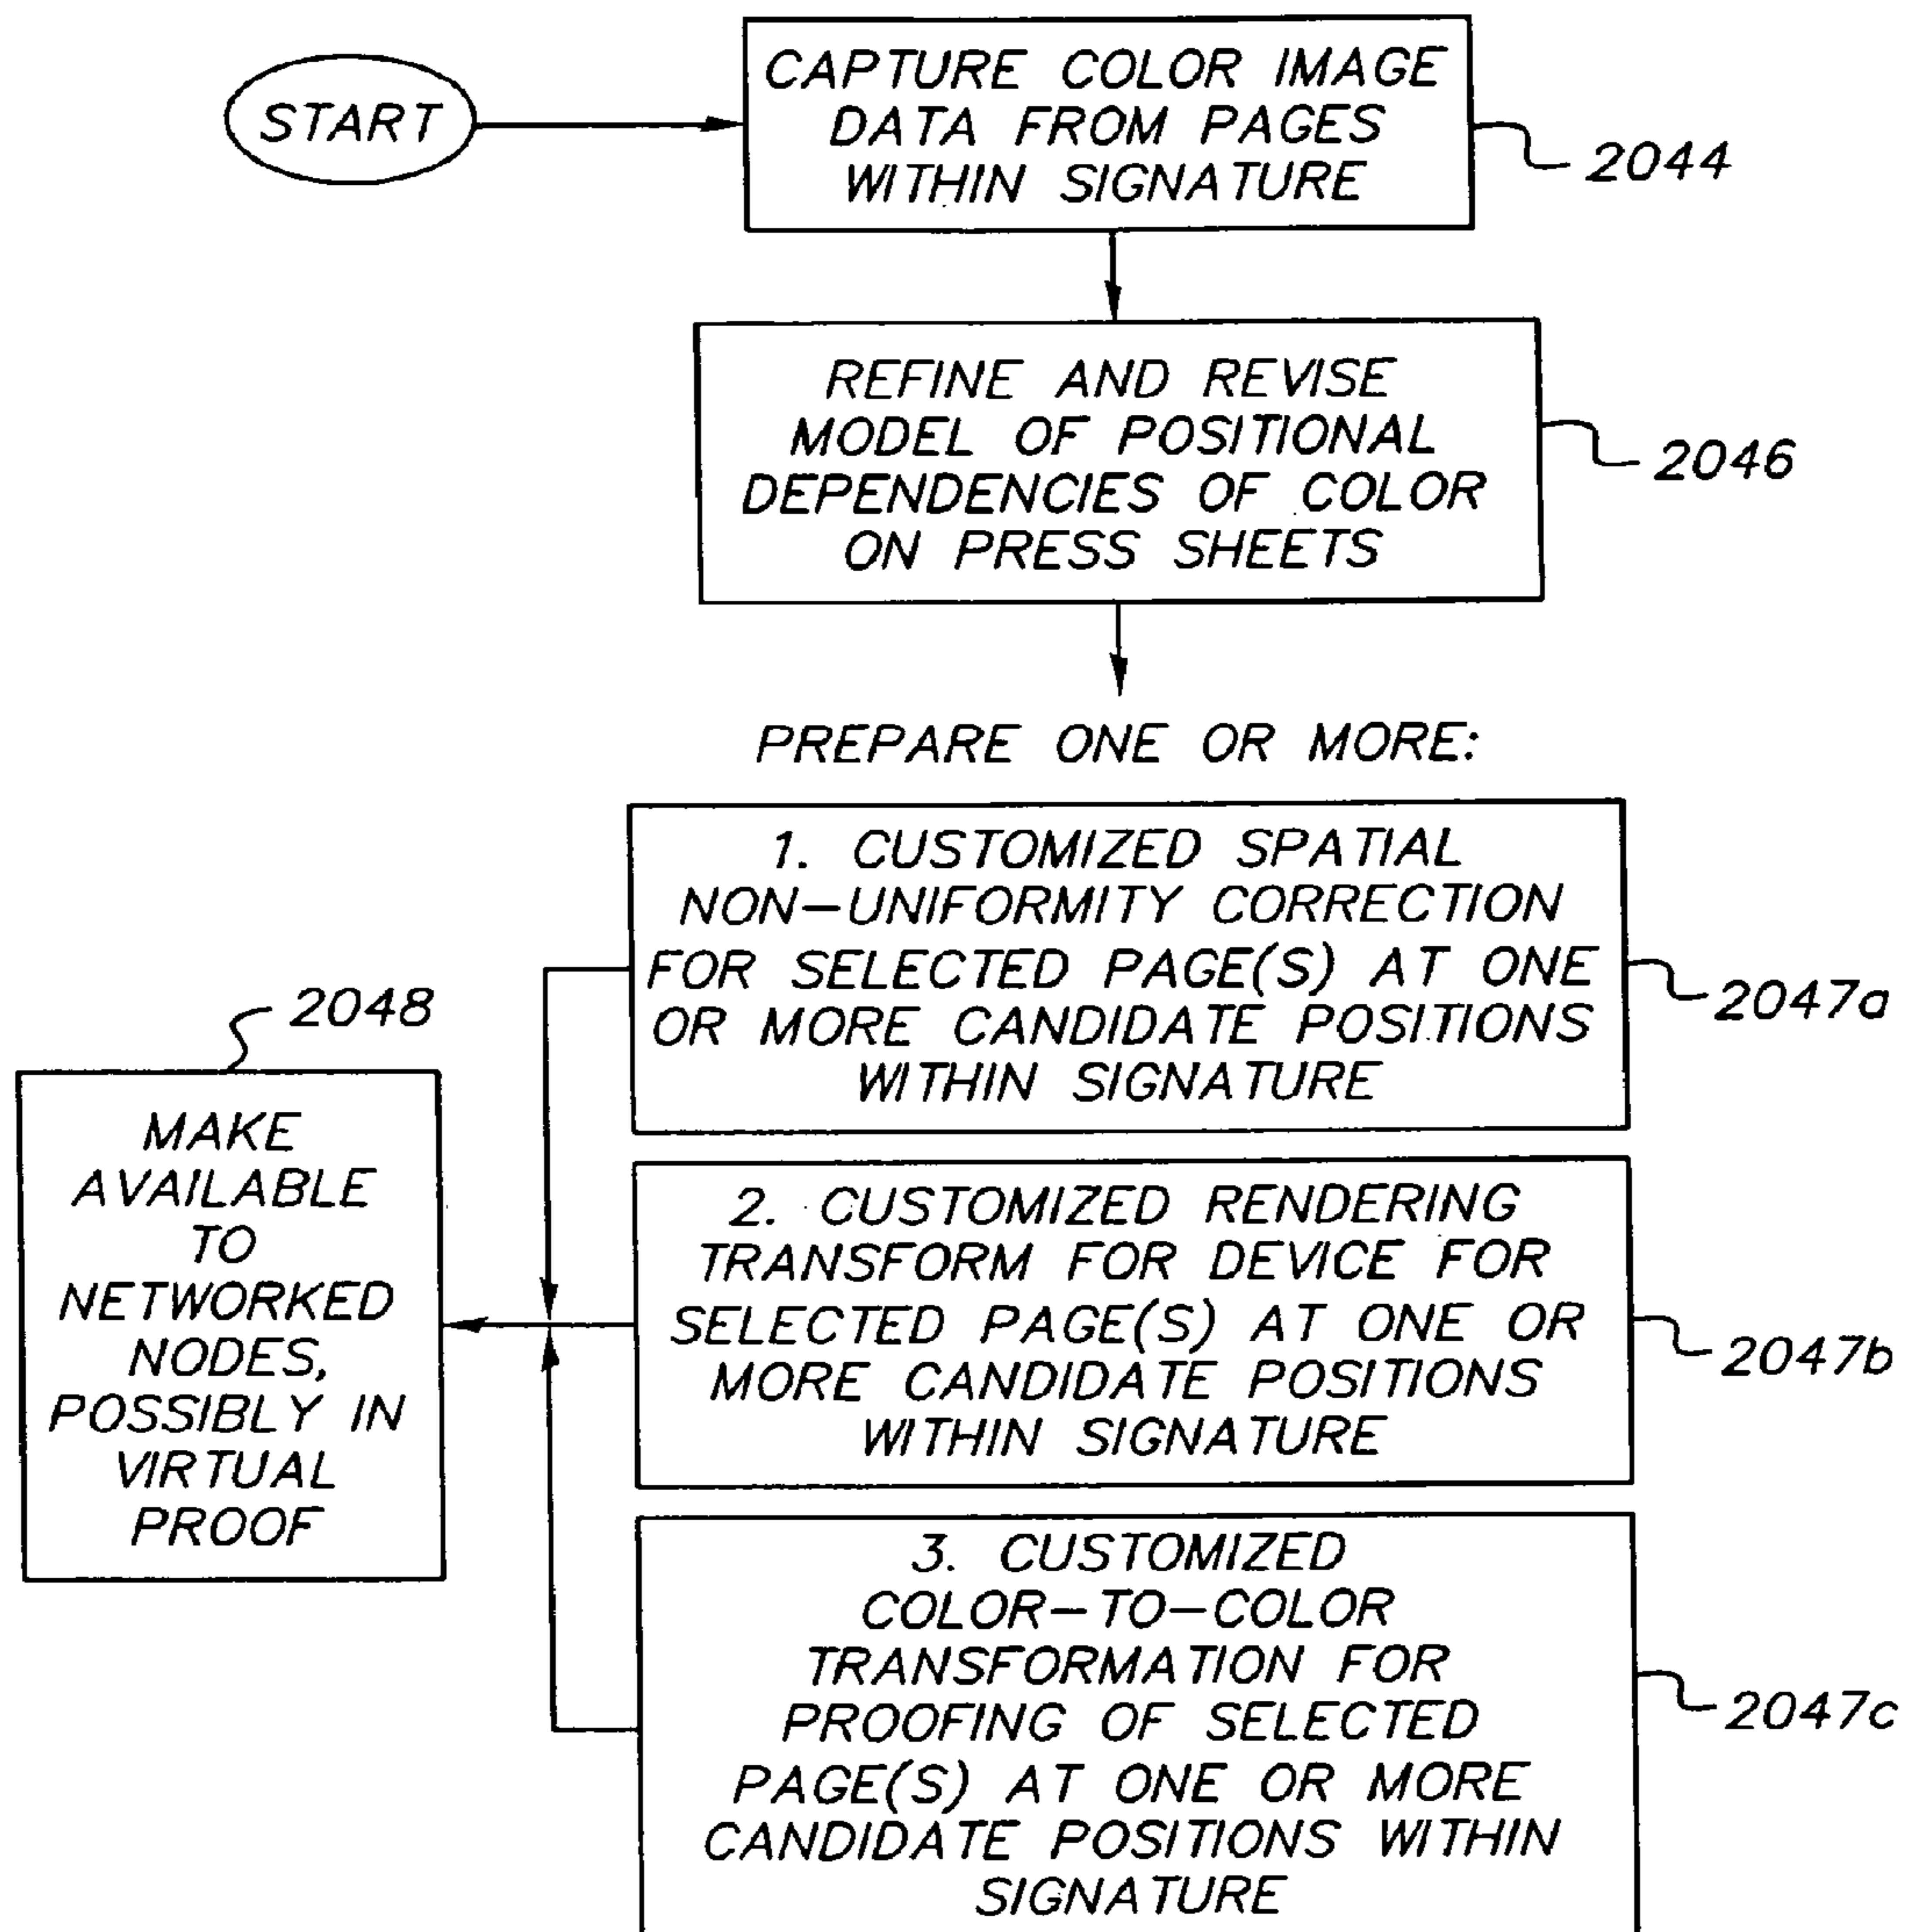 START
CAPTURE COLOR IMAGE
DATA FROM PAGES
WITHIN SIGNATURE
2044
REFINE AND REVISE
MODEL OF POSITIONAL
DEPENDENCIES OF COLOR
ON PRESS SHEETS
2046
PREPARE ONE OR MORE:
1. CUSTOMIZED SPATIAL
NON-UNIFORMITY CORRECTION
FOR SELECTED PAGE(S) AT ONE
OR MORE CANDIDATE POSITIONS
WITHIN SIGNATURE
2047a
2. CUSTOMIZED RENDERING
TRANSFORM FOR DEVICE FOR
SELECTED PAGE(S) AT ONE OR
MORE CANDIDATE POSITIONS
WITHIN SIGNATURE
2047b
3. CUSTOMIZED
COLOR-TO-COLOR
TRANSFORMATION FOR
PROOFING OF SELECTED
PAGE(S) AT ONE OR MORE
CANDIDATE POSITIONS WITHIN
SIGNATURE
2047c
2048
MAKE
AVAILABLE
TO
NETWORKED
NODES,
POSSIBLY IN
VIRTUAL
PROOF